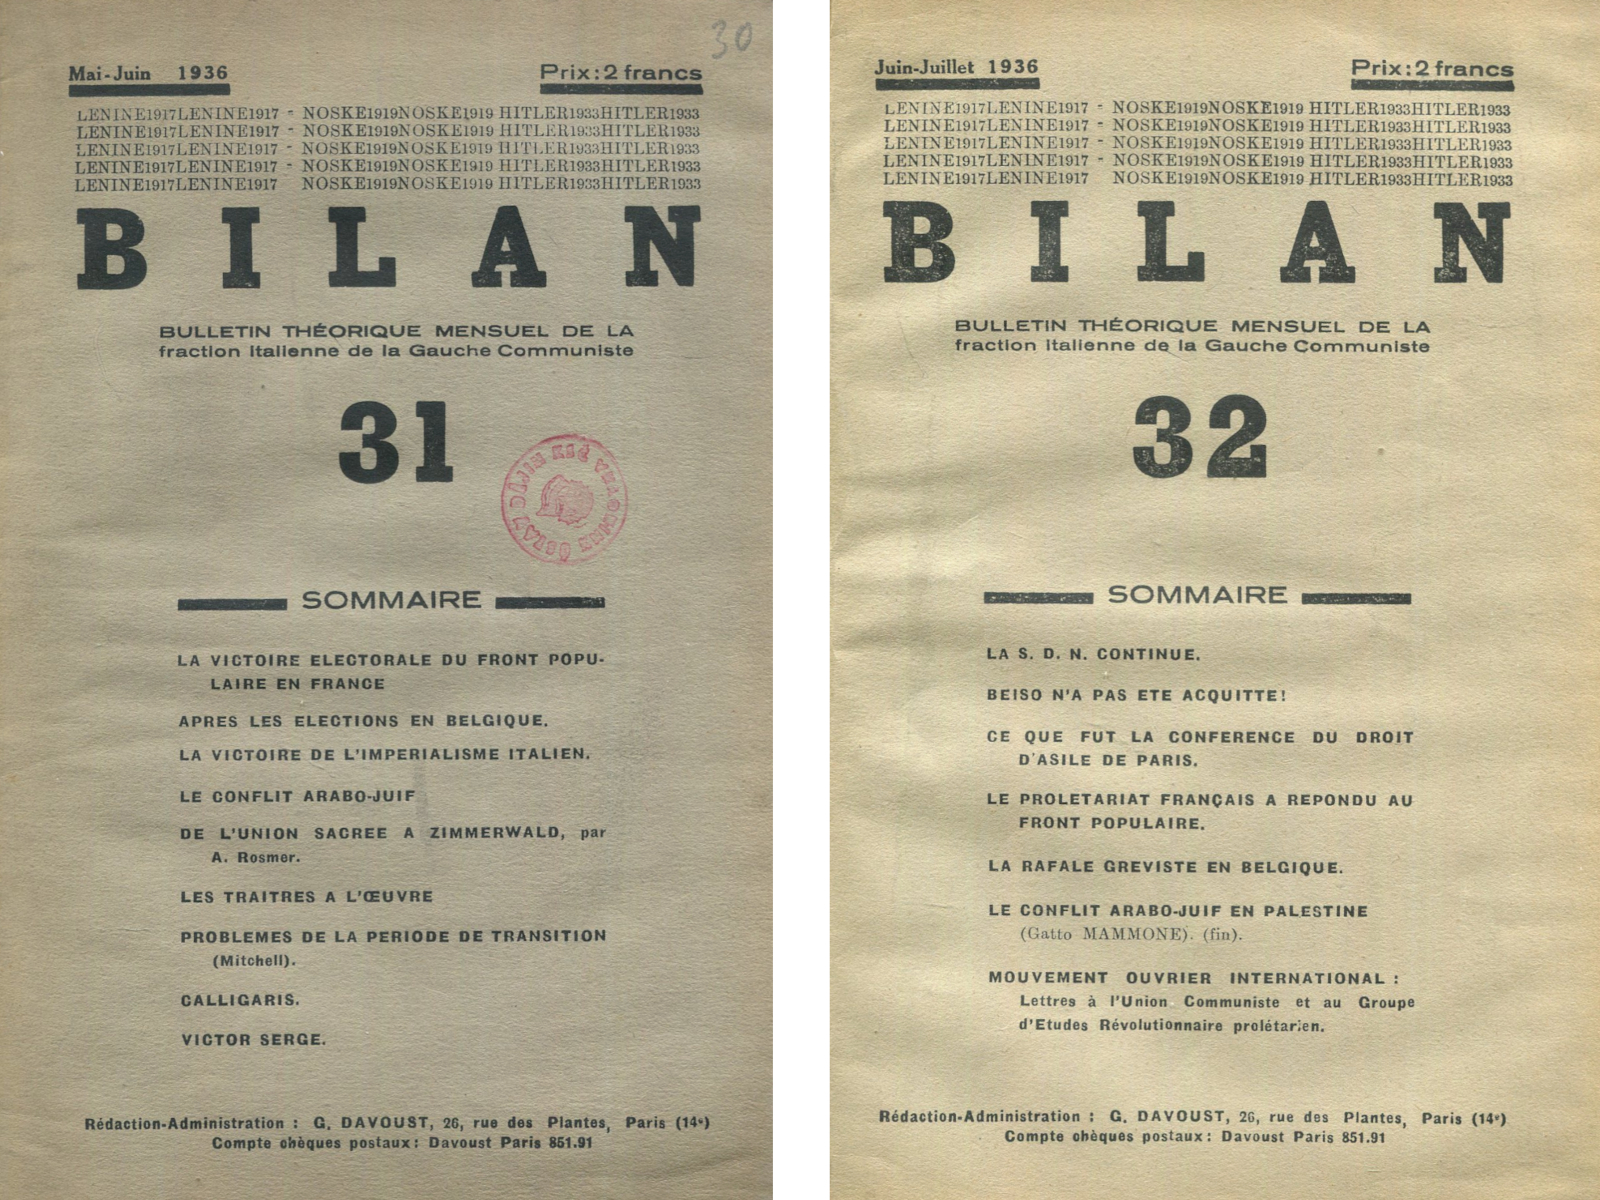 30
Mai-Juin 1936
Prix: 2 francs
LENINE1917LENINE1917 - NOSKE1919NOSKE1919 HITLER1933HITLER1933
LENINE1917LENINE1917 - NOSKE1919NOSKE1919 HITLER1933HITLER1933
LENINE1917LENINE1917 - NOSKE1919NOSKE1919 HITLER1933HITLER1933
LENINE1917LENINE1917 - NOSKE1919NOSKE1919 HITLER1933HITLER1933
LENINE1917LENINE1917 NOSKE1919NOSKE1919 HITLER1933HITLER1933
BILAN
BULLETIN THÉORIQUE MENSUEL DE LA
fraction italienne de la Gauche Communiste
31
SOMMAIRE
LA VICTOIRE ELECTORALE DU FRONT POPU-
LAIRE EN FRANCE
APRES LES ELECTIONS EN BELGIQUE.
LA VICTOIRE DE L'IMPERIALISME ITALIEN.
LE CONFLIT ARABO-JUIF
DE L'UNION SACREE A ZIMMERWALD, par
A. Rosmer.
LES TRAITRES A L'ŒUVRE
PROBLEMES DE LA PERIODE DE TRANSITION
(Mitchell).
CALLIGARIS.
VICTOR SERGE.
Rédaction-Administration : G. DAVOUST, 26, rue des Plantes, Paris (14e)
Compte chèques postaux : Davoust Paris 851.91
Juin-Juillet 1936
Prix: 2 francs
LENINE1917LENINE1917 - NOSKE1919NOSKE1919 HITLER1933HITLER1933
LENINE1917LENINE1917 - NOSKE1919NOSKE1919 HITLER1933HITLER1933
LENINE1917LENINE1917 - NOSKE1919NOSKE1919 HITLER1933HITLER1933
LENINE1917LENINE1917 - NOSKE1919NOSKE1919 HITLER1933HITLER1933
LENINE1917LENINE1917 NOSKE1919NOSKE1919 HITLER1933HITLER1933
BILAN
BULLETIN THÉORIQUE MENSUEL DE LA
fraction italienne de la Gauche Communiste
32
SOMMAIRE
LA S. D. N. CONTINUE.
BEISO N'A PAS ETE ACQUITTE!
CE QUE FUT LA CONFERENCE DU DROIT
D'ASILE DE PARIS.
LE PROLETARIAT FRANÇAIS A REPONDU AU
FRONT POPULAIRE.
LA RAFALE GREVISTE EN BELGIQUE.
LE CONFLIT ARABO-JUIF EN PALESTINE
(Gatto MAMMONE). (fin).
MOUVEMENT OUVRIER INTERNATIONAL :
Lettres à l'Union Communiste et au Groupe
d'Etudes Révolutionnaire prolétarien.
Rédaction-Administration : G. DAVOUST, 26, rue des Plantes, Paris (14e)
Compte chèques postaux : Davoust Paris 851.91